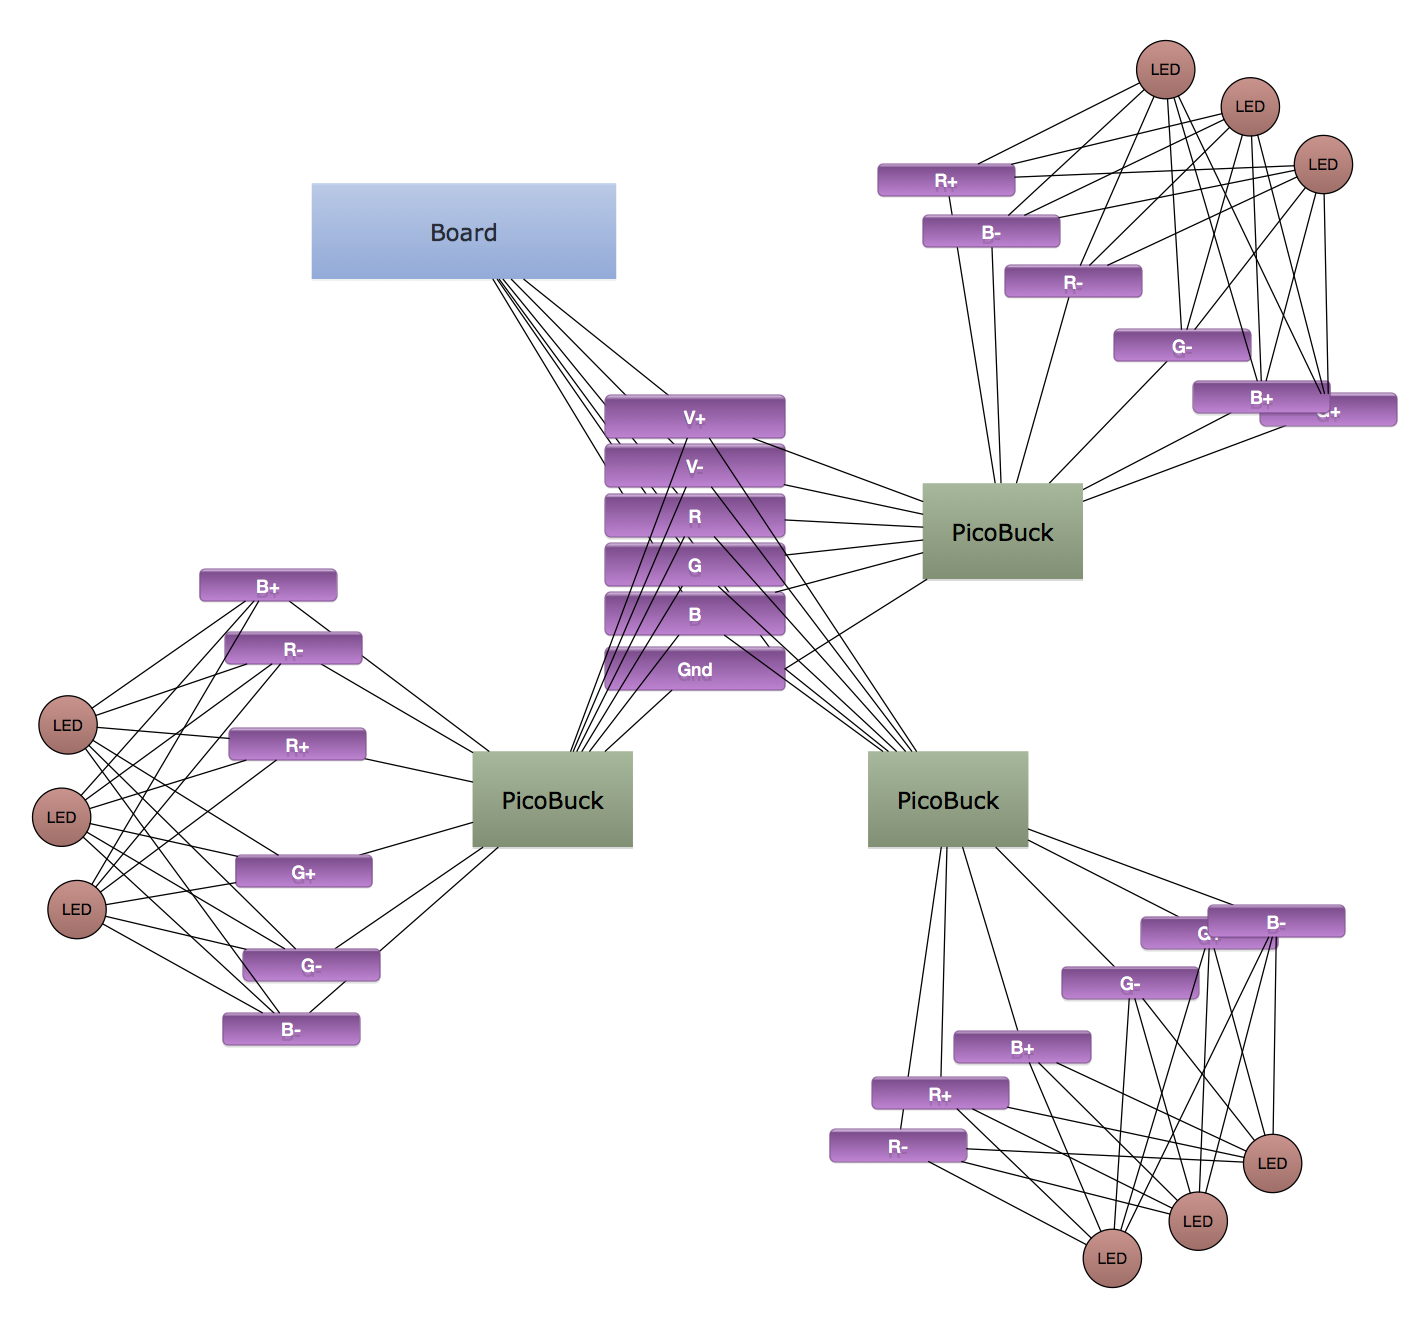 LED
LED
LED
R+
Board
B-
R-
G-
B+
V+
V-
R
PicoBuck
G
B+
B
R-
Gnd
LED
R+
PicoBuck
PicoBuck
LED
G+
LED
B-
G-
G-
B-
B+
R+
R-
LED
LED
LED